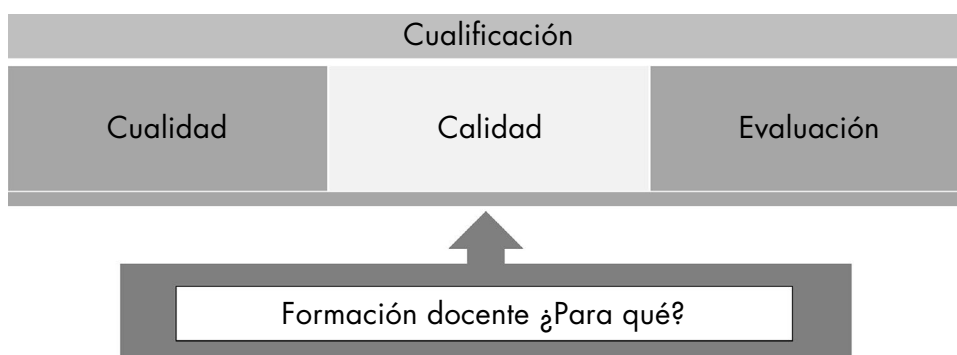 Cualificación
Cualidad
Calidad
Evaluación
Formación docente ¿Para qué?